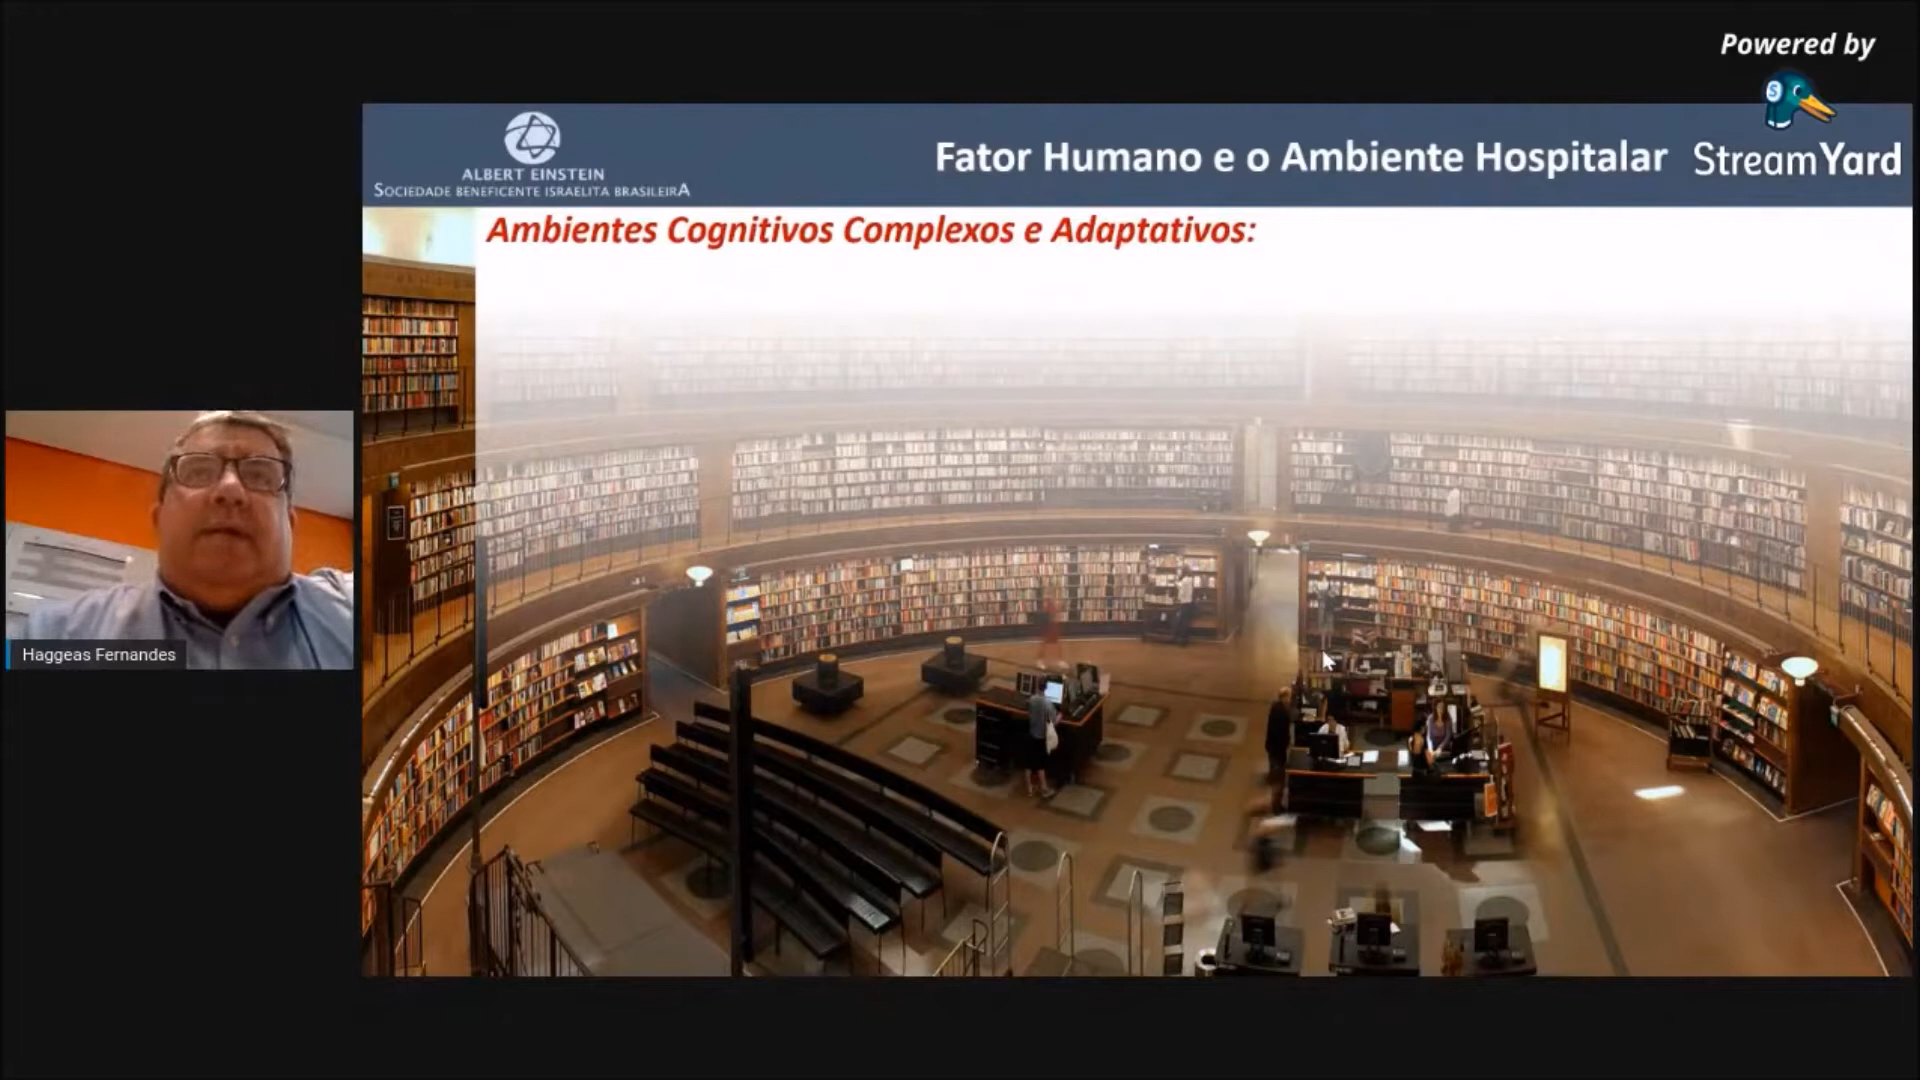 Powered by
StreamYard
ALBERT EINSTEIN
SOCIEDADE BENEFICENTE ISRAELITA BRASILEIRA
Fator Humano e o Ambiente Hospitalar
Ambientes Cognitivos Complexos e Adaptativos:
Haggeas Fernandes